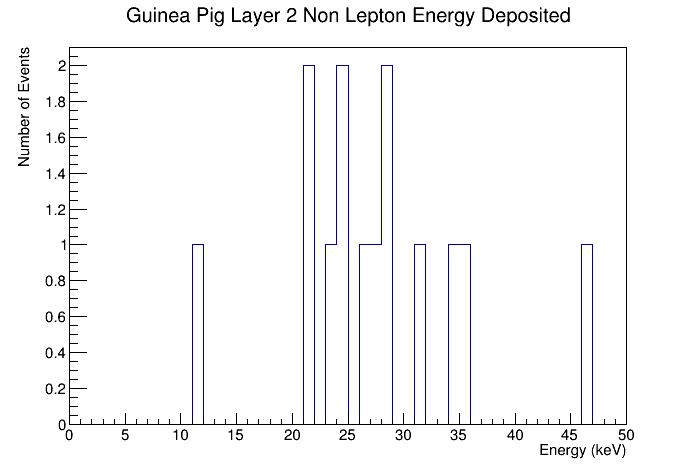 Guinea Pig Layer 2 Non Lepton Energy Deposited
Number of Events
2
1.8
1.6
1.4
1.2
1
0.8
0.6
0.4
0.2
0
0 5 10 15 20 25 30 35 40 45 50
Energy (keV)